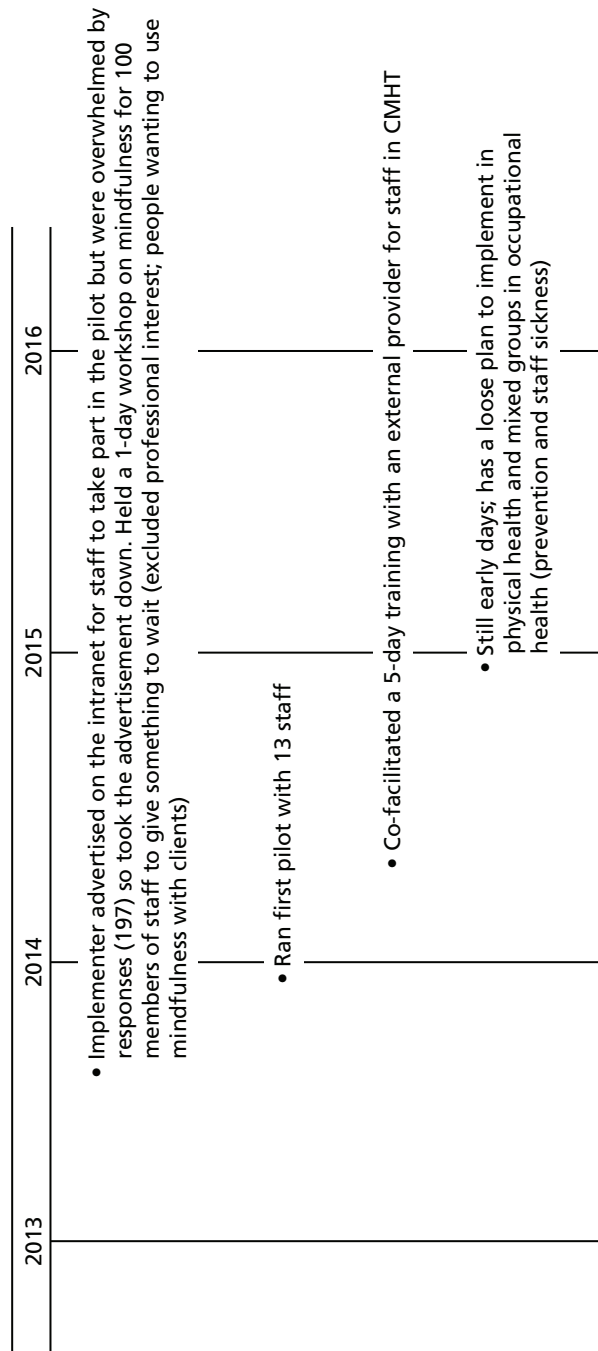 2013
2014
2015
2016
• Implementer advertised on the intranet for staff to take part in the pilot but were overwhelmed by
responses (197) so took the advertisement down. Held a 1-day workshop on mindfulness for 100
members of staff to give something to wait (excluded professional interest; people wanting to use
mindfulness with clients)
• Ran first pilot with 13 staff
• Co-facilitated a 5-day training with an external provider for staff in CMHT
• Still early days; has a loose plan to implement in
physical health and mixed groups in occupational
health (prevention and staff sickness)